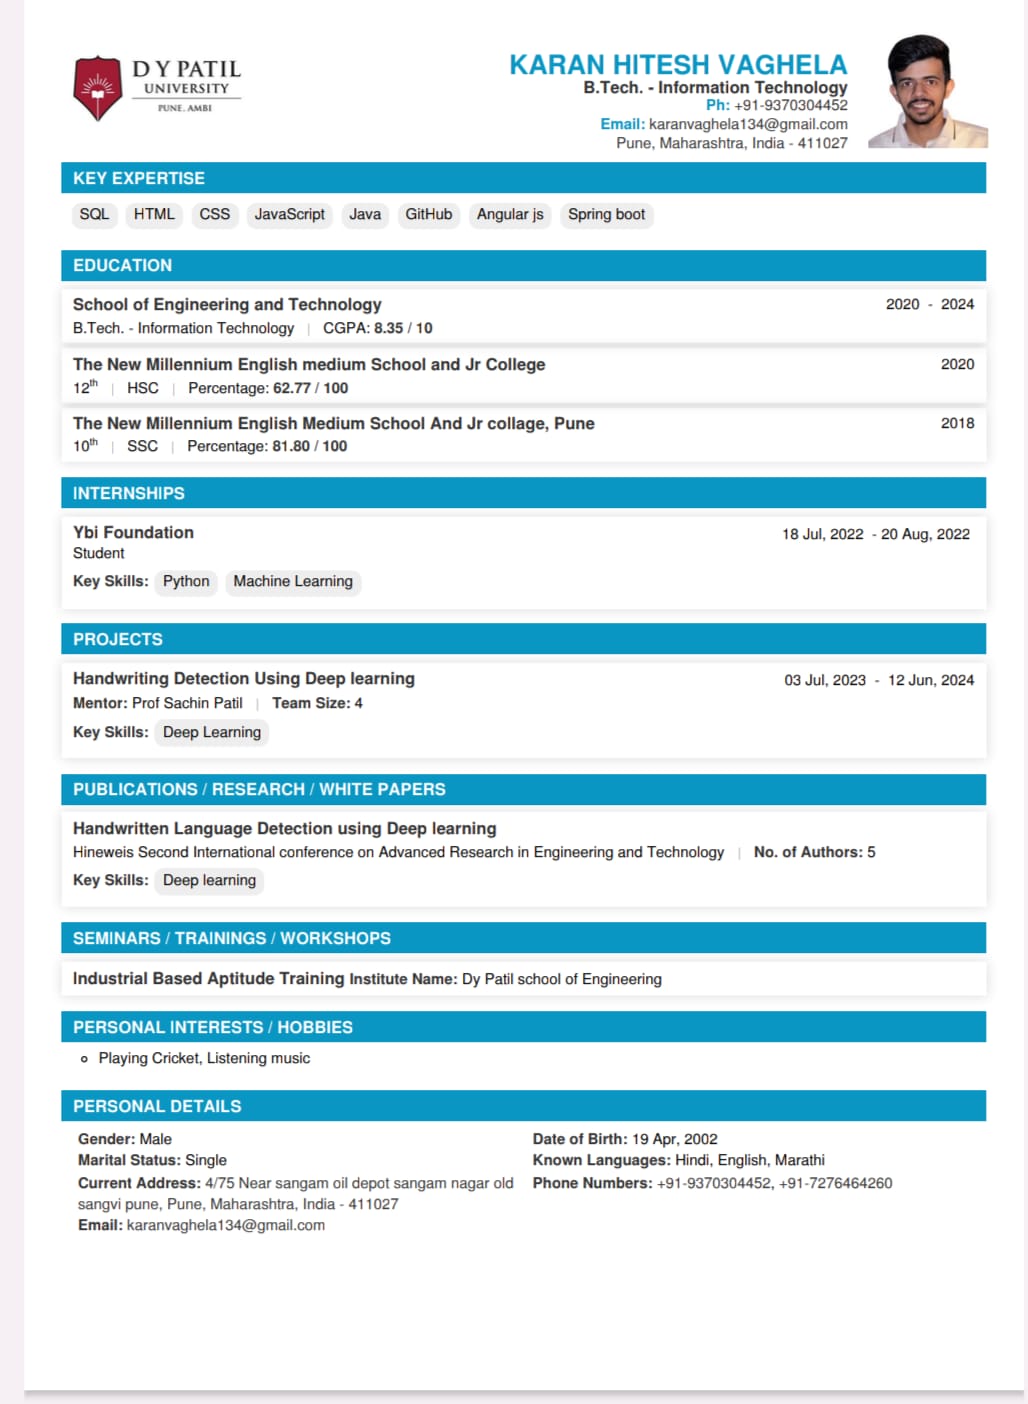 D Y PATIL
UNIVERSITY
PUNE, AMBI
KARAN HITESH VAGHELA
B.Tech. - Information Technology
Ph: +91-9370304452
Email: karanvaghela134@gmail.com
Pune, Maharashtra, India - 411027
KEY EXPERTISE
SQL HTML CSS JavaScript Java GitHub Angular js Spring boot
EDUCATION
School of Engineering and Technology 2020 - 2024
B.Tech. - Information Technology | CGPA: 8.35 / 10
The New Millennium English medium School and Jr College 2020
12th | HSC | Percentage: 62.77 / 100
The New Millennium English Medium School And Jr collage, Pune 2018
10th | SSC | Percentage: 81.80 / 100
INTERNSHIPS
Ybi Foundation 18 Jul, 2022 - 20 Aug, 2022
Student
Key Skills: Python Machine Learning
PROJECTS
Handwriting Detection Using Deep learning 03 Jul, 2023 - 12 Jun, 2024
Mentor: Prof Sachin Patil | Team Size: 4
Key Skills: Deep Learning
PUBLICATIONS / RESEARCH / WHITE PAPERS
Handwritten Language Detection using Deep learning
Hineweis Second International conference on Advanced Research in Engineering and Technology | No. of Authors: 5
Key Skills: Deep learning
SEMINARS / TRAININGS / WORKSHOPS
Industrial Based Aptitude Training Institute Name: Dy Patil school of Engineering
PERSONAL INTERESTS / HOBBIES
Playing Cricket, Listening music
PERSONAL DETAILS
Gender: Male Date of Birth: 19 Apr, 2002
Marital Status: Single Known Languages: Hindi, English, Marathi
Current Address: 4/75 Near sangam oil depot sangam nagar old Phone Numbers: +91-9370304452, +91-7276464260
sangvi pune, Pune, Maharashtra, India - 411027
Email: karanvaghela134@gmail.com